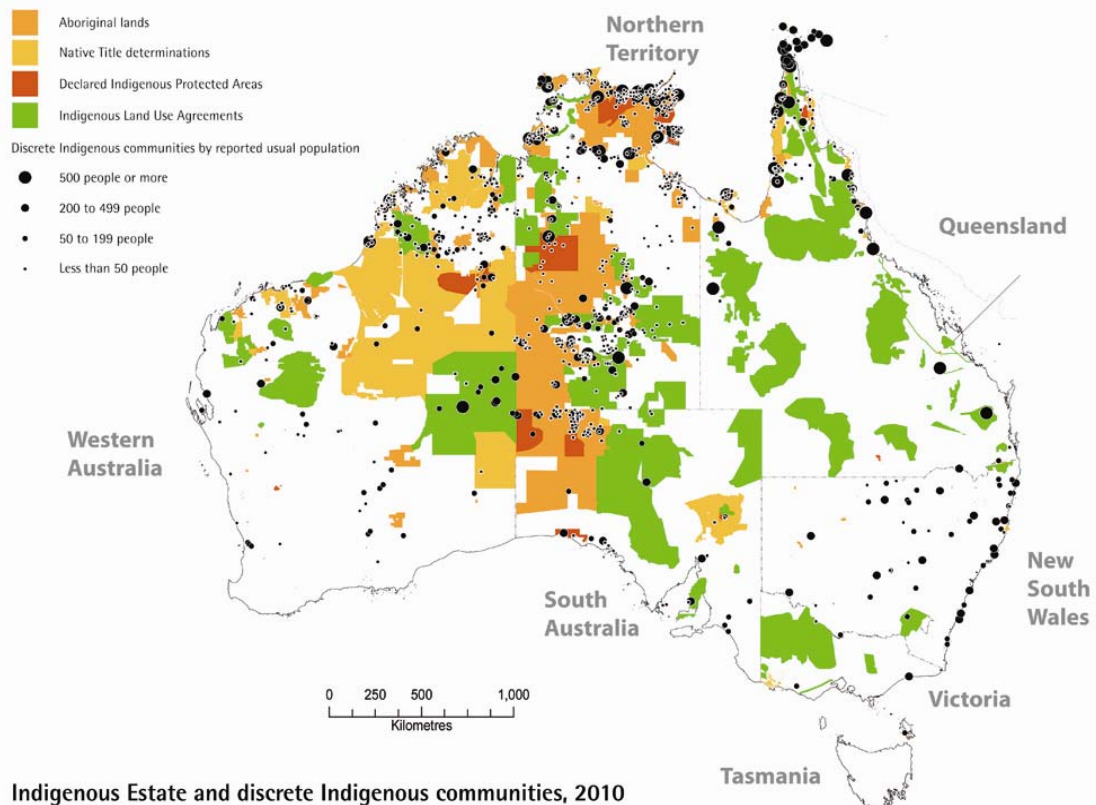 Aboriginal lands
Native Title determinations
Declared Indigenous Protected Areas
Indigenous Land Use Agreements
Discrete Indigenous communities by reported usual population
500 people or more
200 to 499 people
50 to 199 people
Less than 50 people
Northern
Territory
Queensland
Western
Australia
South
Australia
New
South
Wales
Victoria
Tasmania
0 250 500 1,000
Kilometres
Indigenous Estate and discrete Indigenous communities, 2010